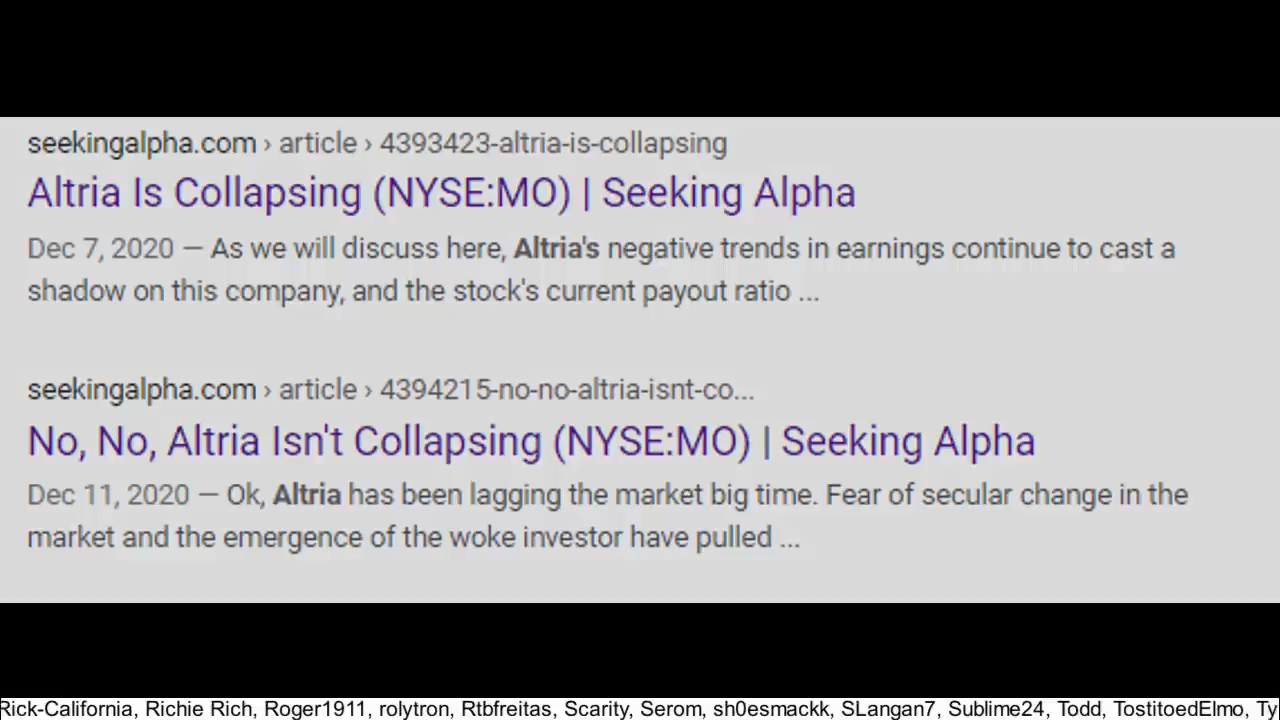 seekingalpha.com › article › 4393423-altria-is-collapsing
Altria Is Collapsing (NYSE:MO) | Seeking Alpha
Dec 7, 2020 — As we will discuss here, Altria's negative trends in earnings continue to cast a
shadow on this company, and the stock's current payout ratio ...
seekingalpha.com › article › 4394215-no-no-altria-isnt-co...
No, No, Altria Isn't Collapsing (NYSE:MO) | Seeking Alpha
Dec 11, 2020 — Ok, Altria has been lagging the market big time. Fear of secular change in the
market and the emergence of the woke investor have pulled ...
Rick-California, Richie Rich, Roger1911, rolytron, Rtbfreitas, Scarity, Serom, sh0esmackk, SLangan7, Sublime24, Todd, TostitoedElmo, Ty